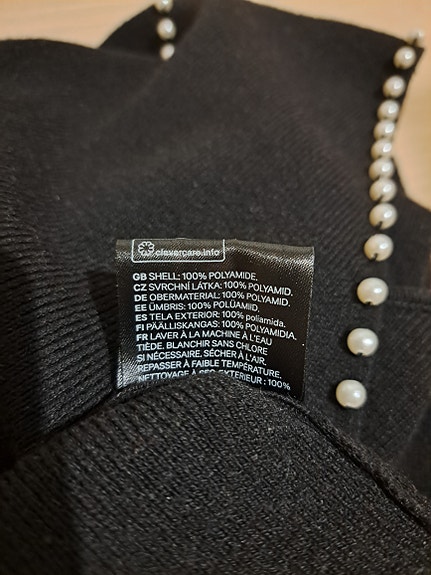 clevercare.info
GB SHELL: 100% POLYAMIDE.
CZ SVRCHNÍ LÁTKA: 100% POLYAMID.
DE OBERMATERIAL: 100% POLYAMID.
EE ÜMBRIS: 100% POLÜAMIID.
ES TELA EXTERIOR: 100% poliamida.
FI PÄÄLLISKANGAS: 100% POLYAMIDIA.
FR LAVER À LA MACHINE À L'EAU
TIÈDE. BLANCHIR SANS CHLORE
SI NÉCESSAIRE. SÉCHER À L'AIR.
REPASSER À FAIBLE TEMPÉRATURE.
NETTOYAGE À SEC EXTERIEUR : 100%